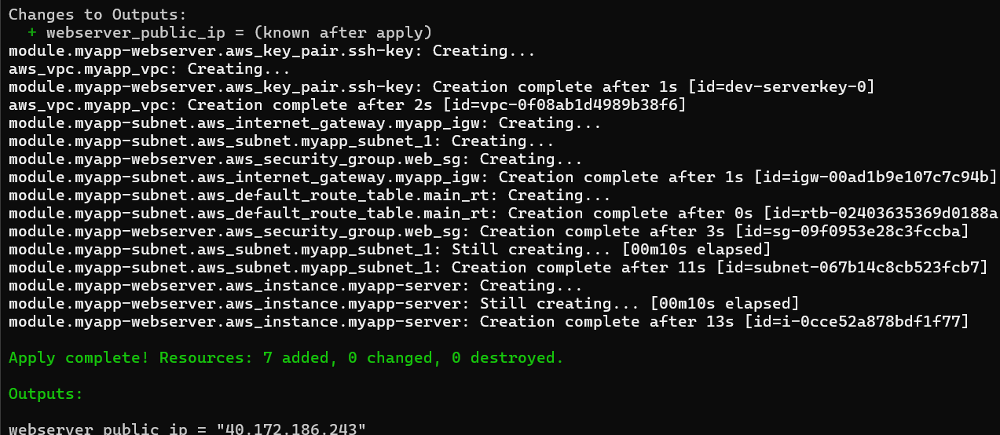 Changes to Outputs:
  + webserver_public_ip = (known after apply)
module.myapp-webserver.aws_key_pair.ssh-key: Creating...
aws_vpc.myapp_vpc: Creating...
module.myapp-webserver.aws_key_pair.ssh-key: Creation complete after 1s [id=dev-serverkey-0]
aws_vpc.myapp_vpc: Creation complete after 2s [id=vpc-0f08ab1d4989b38f6]
module.myapp-subnet.aws_internet_gateway.myapp_igw: Creating...
module.myapp-subnet.aws_subnet.myapp_subnet_1: Creating...
module.myapp-webserver.aws_security_group.web_sg: Creating...
module.myapp-subnet.aws_internet_gateway.myapp_igw: Creation complete after 1s [id=igw-00ad1b9e107c7c94b]
module.myapp-subnet.aws_default_route_table.main_rt: Creating...
module.myapp-subnet.aws_default_route_table.main_rt: Creation complete after 0s [id=rtb-02403635369d0188a
module.myapp-webserver.aws_security_group.web_sg: Creation complete after 3s [id=sg-09f0953e28c3fccba]
module.myapp-subnet.aws_subnet.myapp_subnet_1: Still creating... [00m10s elapsed]
module.myapp-subnet.aws_subnet.myapp_subnet_1: Creation complete after 11s [id=subnet-067b14c8cb523fcb7]
module.myapp-webserver.aws_instance.myapp-server: Creating...
module.myapp-webserver.aws_instance.myapp-server: Still creating... [00m10s elapsed]
module.myapp-webserver.aws_instance.myapp-server: Creation complete after 13s [id=i-0cce52a878bdf1f77]
Apply complete! Resources: 7 added, 0 changed, 0 destroyed.
Outputs:
webserver_public_ip = "40.172.186.243"